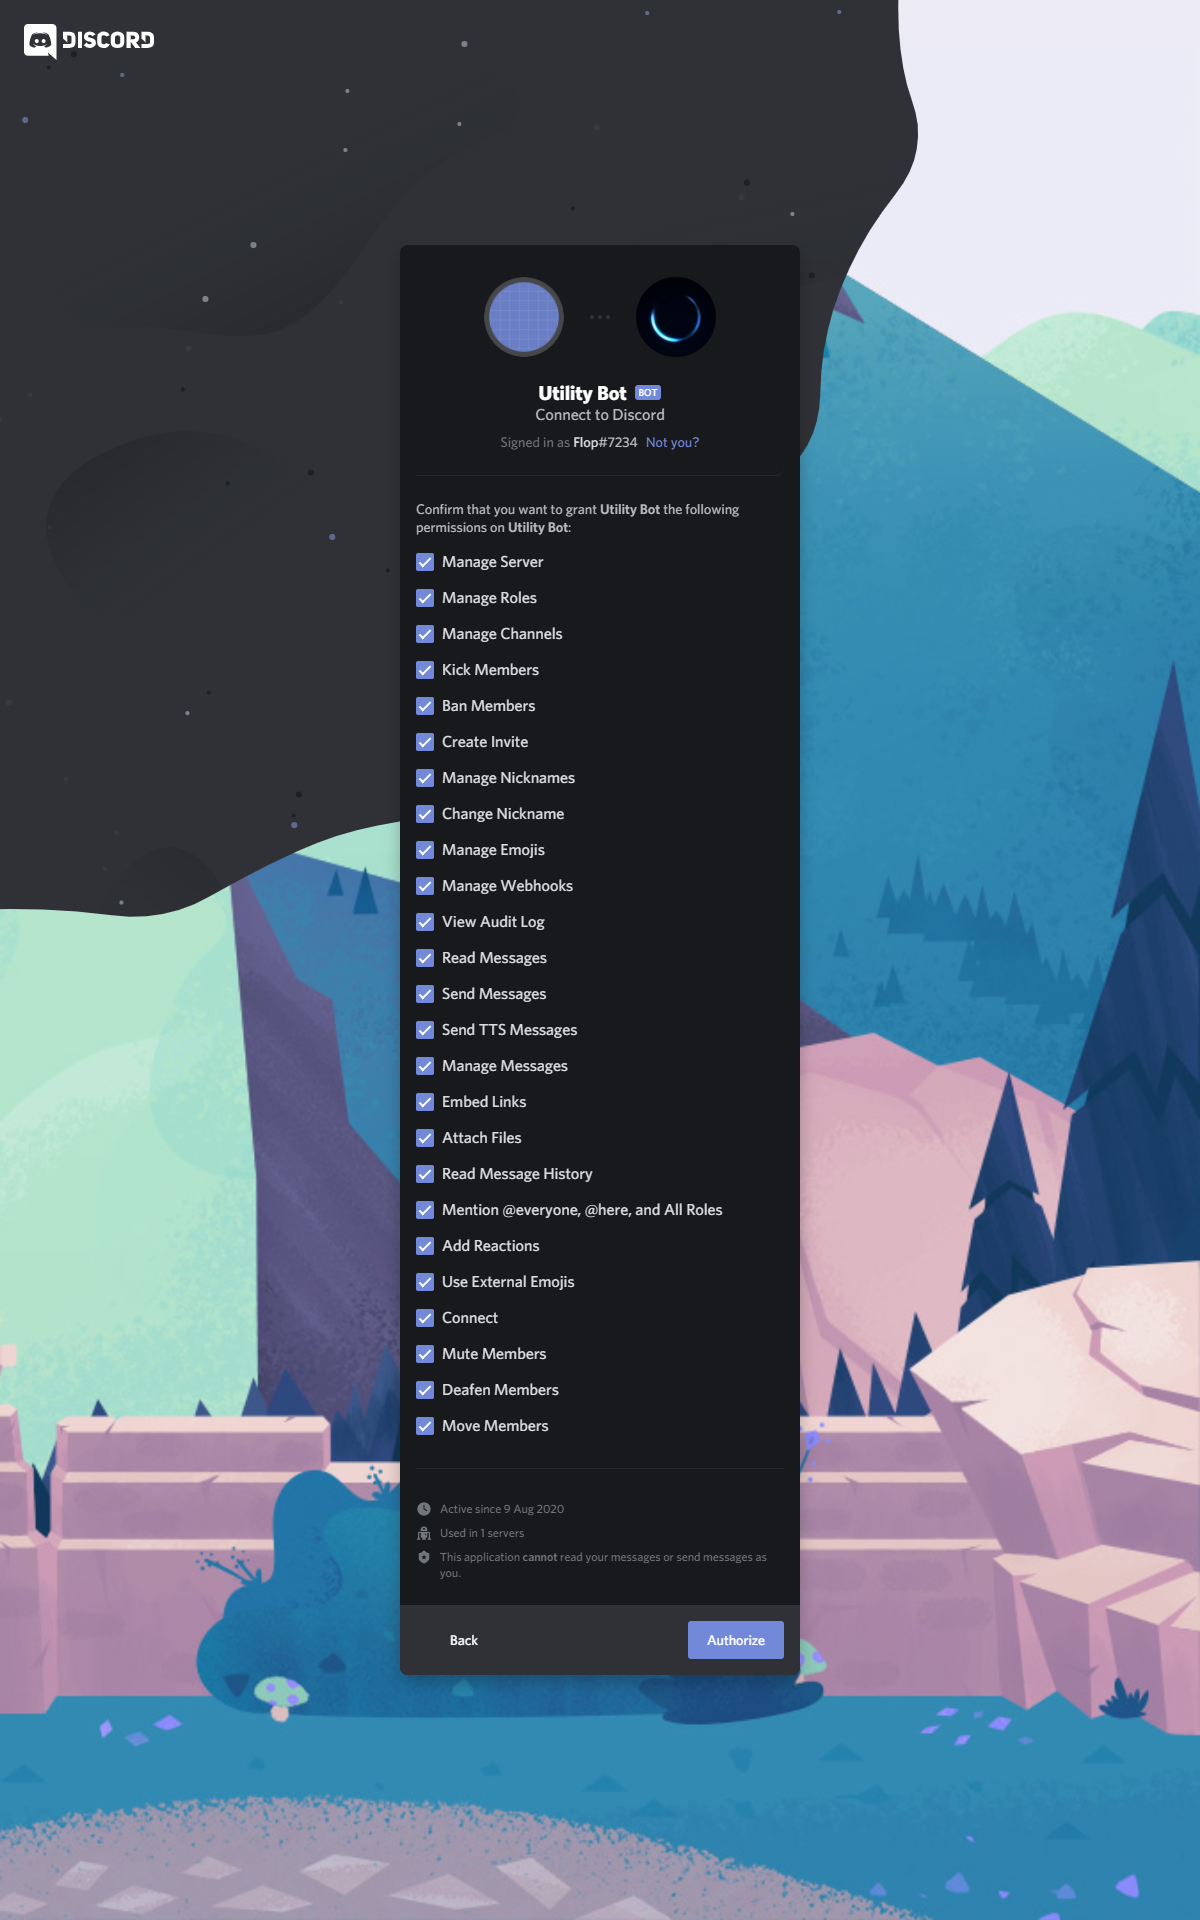 DISCORD
Utility Bot BOT
Connect to Discord
Signed in as Flop#7234 Not you?
Confirm that you want to grant Utility Bot the following
permissions on Utility Bot:
Manage Server
Manage Roles
Manage Channels
Kick Members
Ban Members
Create Invite
Manage Nicknames
Change Nickname
Manage Emojis
Manage Webhooks
View Audit Log
Read Messages
Send Messages
Send TTS Messages
Manage Messages
Embed Links
Attach Files
Read Message History
Mention @everyone, @here, and All Roles
Add Reactions
Use External Emojis
Connect
Mute Members
Deafen Members
Move Members
Active since 9 Aug 2020
Used in 1 servers
This application cannot read your messages or send messages as
you.
Back Authorize